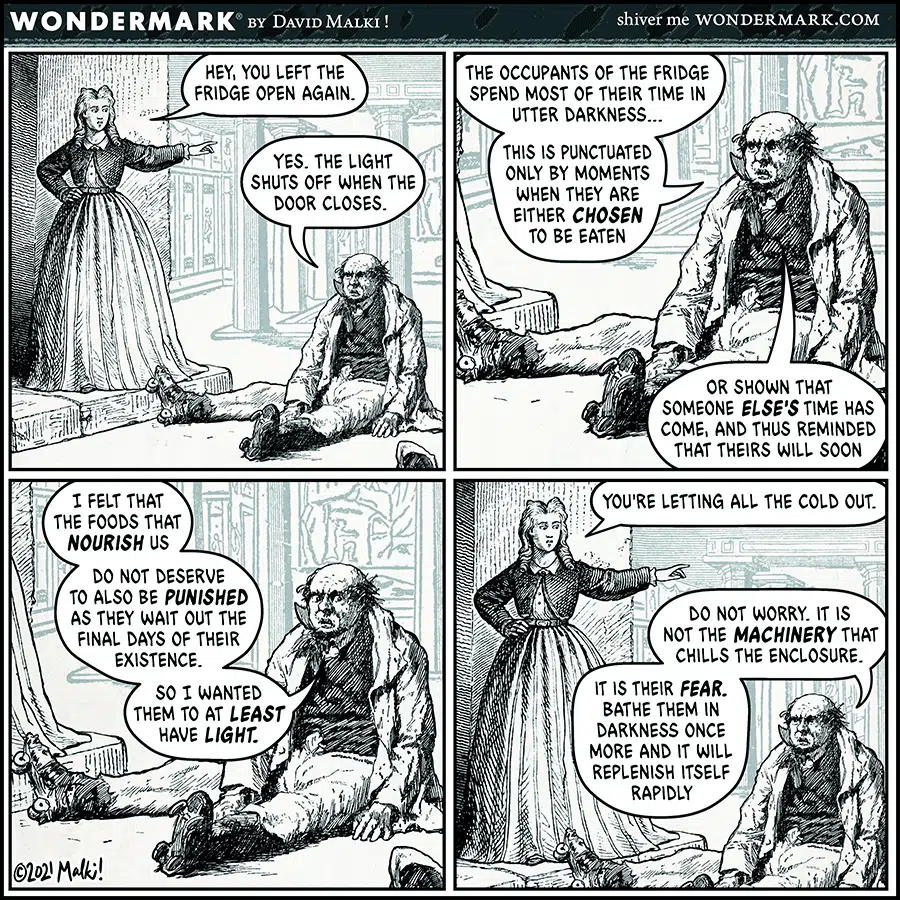 WONDERMARK® BY DAVID MALKI !
shiver me WONDERMARK.COM
HEY, YOU LEFT THE
FRIDGE OPEN AGAIN.
YES. THE LIGHT
SHUTS OFF WHEN THE
DOOR CLOSES.
THE OCCUPANTS OF THE FRIDGE
SPEND MOST OF THEIR TIME IN
UTTER DARKNESS...
THIS IS PUNCTUATED
ONLY BY MOMENTS
WHEN THEY ARE
EITHER CHOSEN
TO BE EATEN
OR SHOWN THAT
SOMEONE ELSE'S TIME HAS
COME, AND THUS REMINDED
THAT THEIRS WILL SOON
I FELT THAT
THE FOODS THAT
NOURISH US
DO NOT DESERVE
TO ALSO BE PUNISHED
AS THEY WAIT OUT THE
FINAL DAYS OF THEIR
EXISTENCE.
SO I WANTED
THEM TO AT LEAST
HAVE LIGHT.
©2021 Malki!
YOU'RE LETTING ALL THE COLD OUT.
DO NOT WORRY. IT IS
NOT THE MACHINERY THAT
CHILLS THE ENCLOSURE.
IT IS THEIR FEAR.
BATHE THEM IN
DARKNESS ONCE
MORE AND IT WILL
REPLENISH ITSELF
RAPIDLY